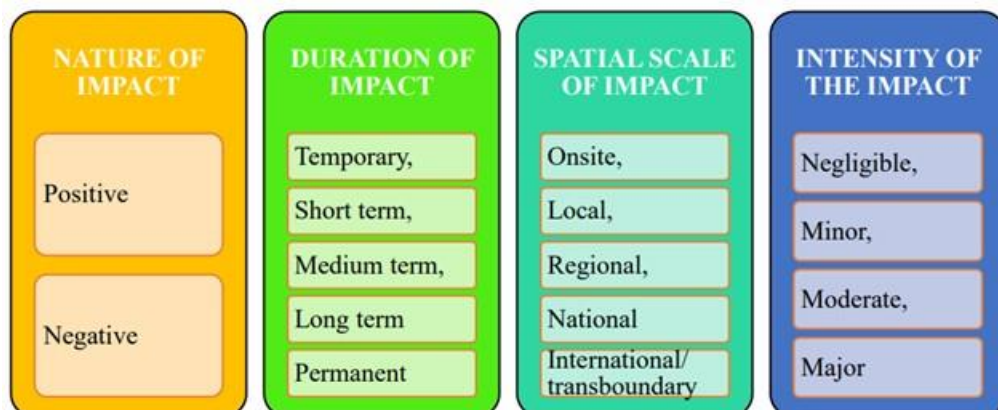 NATURE OF
IMPACT
Positive
Negative
DURATION OF
IMPACT
Temporary,
Short term,
Medium term,
Long term
Permanent
SPATIAL SCALE
OF IMPACT
Onsite,
Local,
Regional,
National
International/
transboundary
INTENSITY OF
THE IMPACT
Negligible,
Minor,
Moderate,
Major